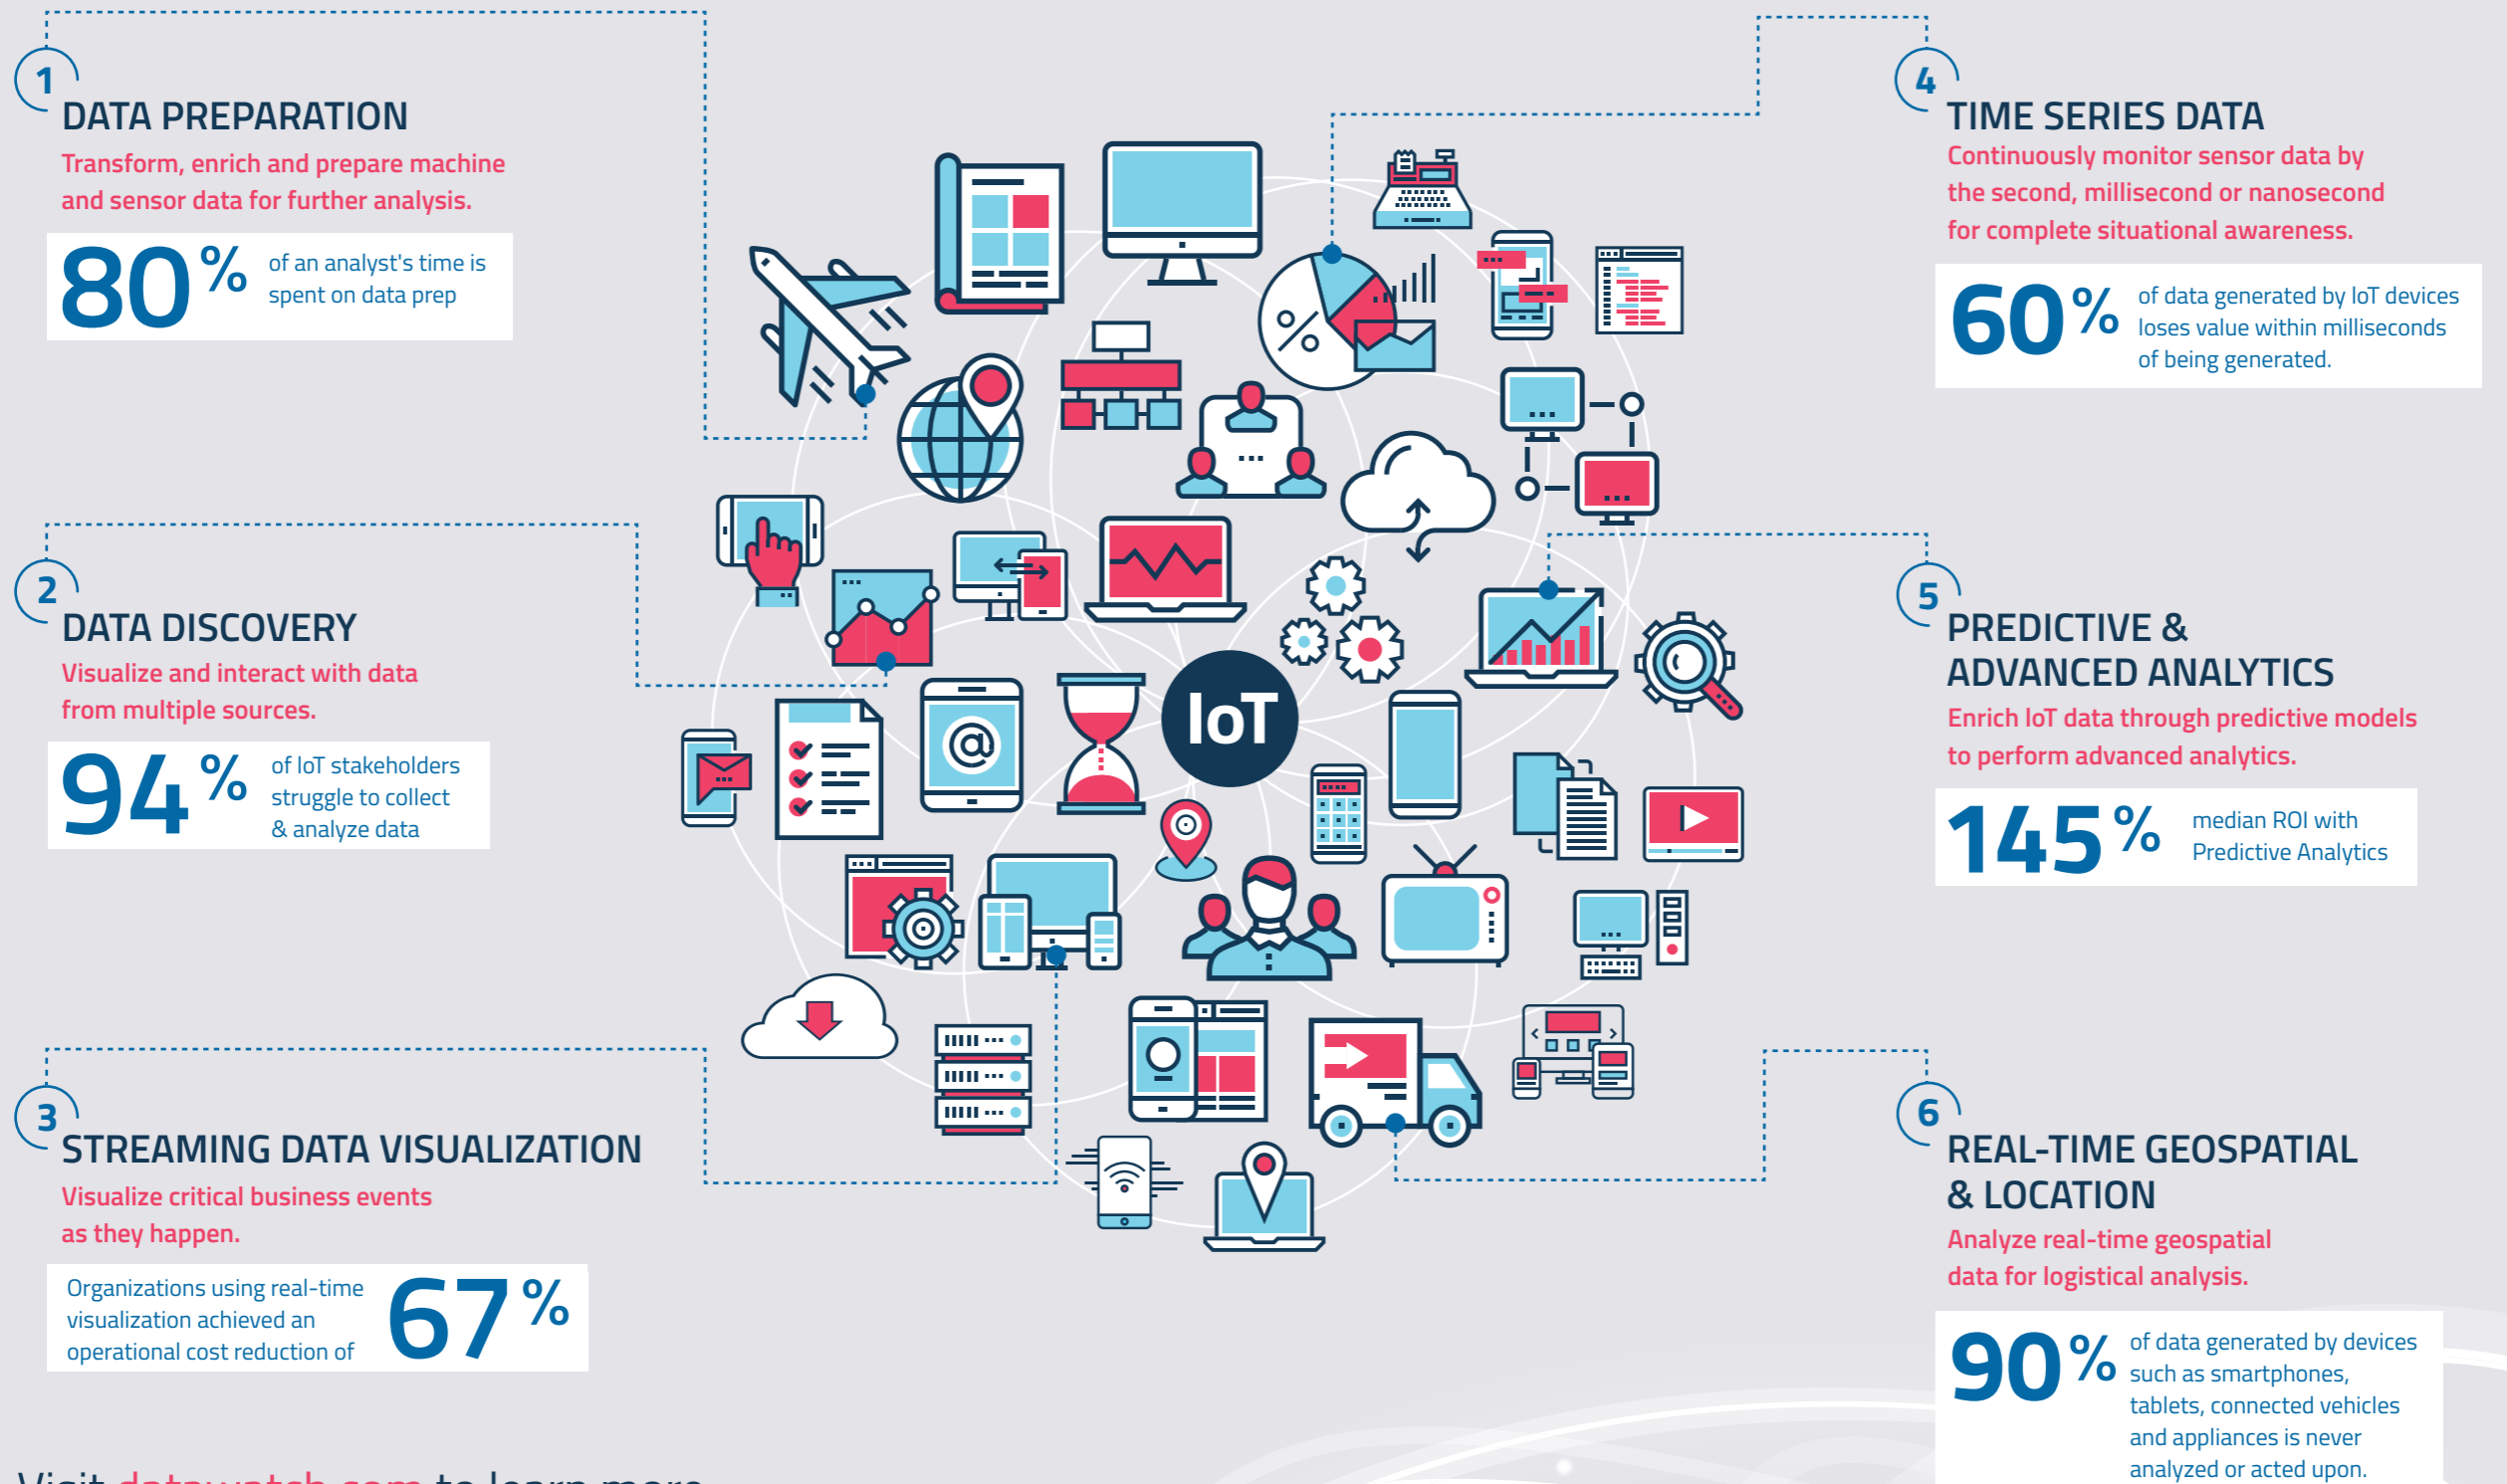 1
DATA PREPARATION
Transform, enrich and prepare machine
and sensor data for further analysis.
80%
of an analyst's time is
spent on data prep
2
DATA DISCOVERY
Visualize and interact with data
from multiple sources.
94%
of IoT stakeholders
struggle to collect
& analyze data
3
STREAMING DATA VISUALIZATION
Visualize critical business events
as they happen.
Organizations using real-time
visualization achieved an
operational cost reduction of
67%
%
@
IoT
4
TIME SERIES DATA
Continuously monitor sensor data by
the second, millisecond or nanosecond
for complete situational awareness.
60%
of data generated by IoT devices
loses value within milliseconds
of being generated.
5
PREDICTIVE &
ADVANCED ANALYTICS
Enrich IoT data through predictive models
to perform advanced analytics.
145%
median ROI with
Predictive Analytics
6
REAL-TIME GEOSPATIAL
& LOCATION
Analyze real-time geospatial
data for logistical analysis.
90%
of data generated by devices
such as smartphones,
tablets, connected vehicles
and appliances is never
analyzed or acted upon.
Visit datawatch.com to learn more